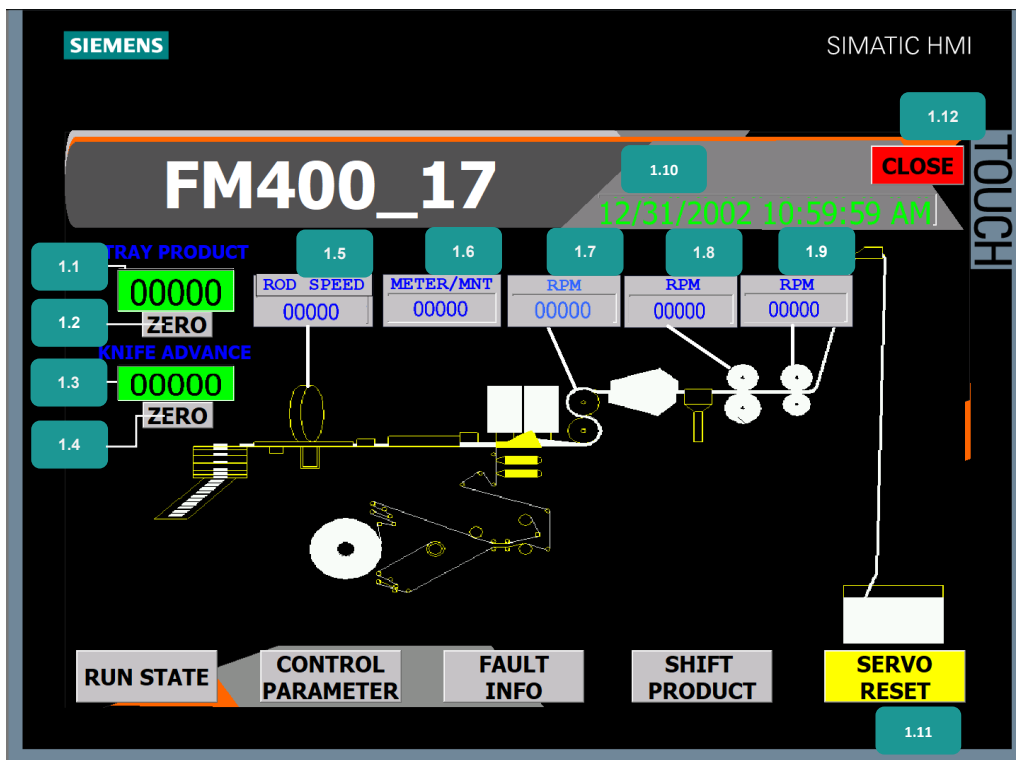 SIEMENS
SIMATIC HMI
1.12
TOUCH
FM400_17
1.10
CLOSE
12/31/2002 10:59:59 AM
TRAY PRODUCT
1.1
00000
1.2
ZERO
KNIFE ADVANCE
1.3
00000
1.4
ZERO
1.5
ROD SPEED
00000
1.6
METER/MNT
00000
1.7
RPM
00000
1.8
RPM
00000
1.9
RPM
00000
RUN STATE
CONTROL
PARAMETER
FAULT
INFO
SHIFT
PRODUCT
SERVO
RESET
1.11